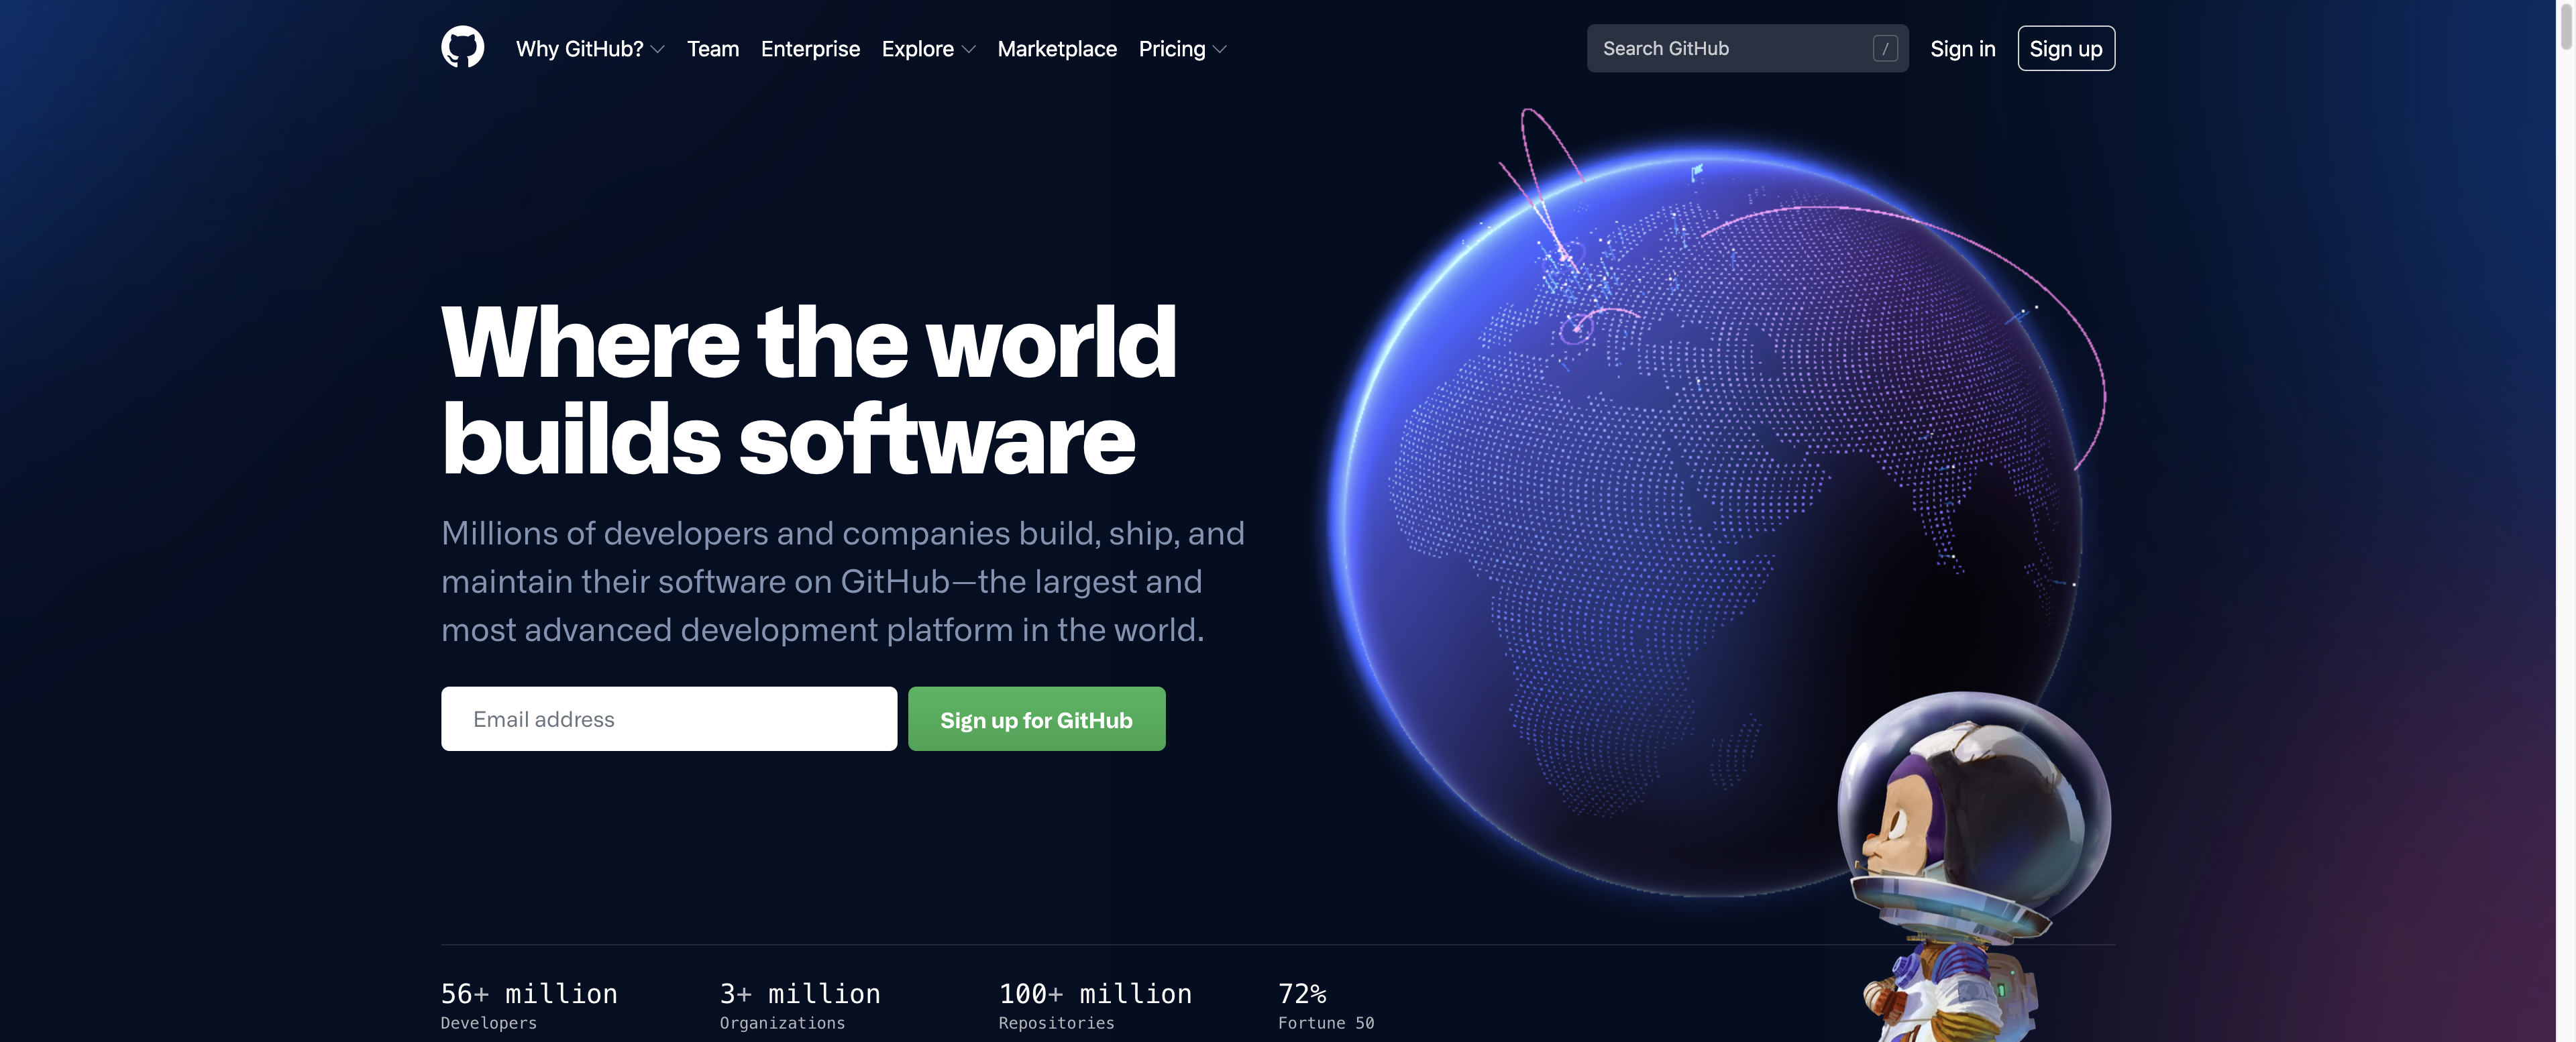 Why GitHub? Team Enterprise Explore Marketplace Pricing Search GitHub / Sign in Sign up
Where the world
builds software
Millions of developers and companies build, ship, and
maintain their software on GitHub—the largest and
most advanced development platform in the world.
Email address Sign up for GitHub
56+ million 3+ million 100+ million 72%
Developers Organizations Repositories Fortune 50